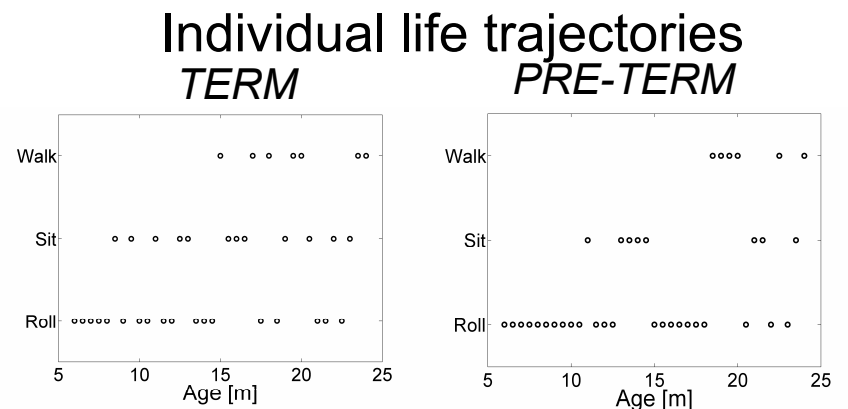 Individual life trajectories
TERM
PRE-TERM
Walk
Sit
Roll
5 10 15 20 25
Age [m]
Walk
Sit
Roll
5 10 15 20 25
Age [m]